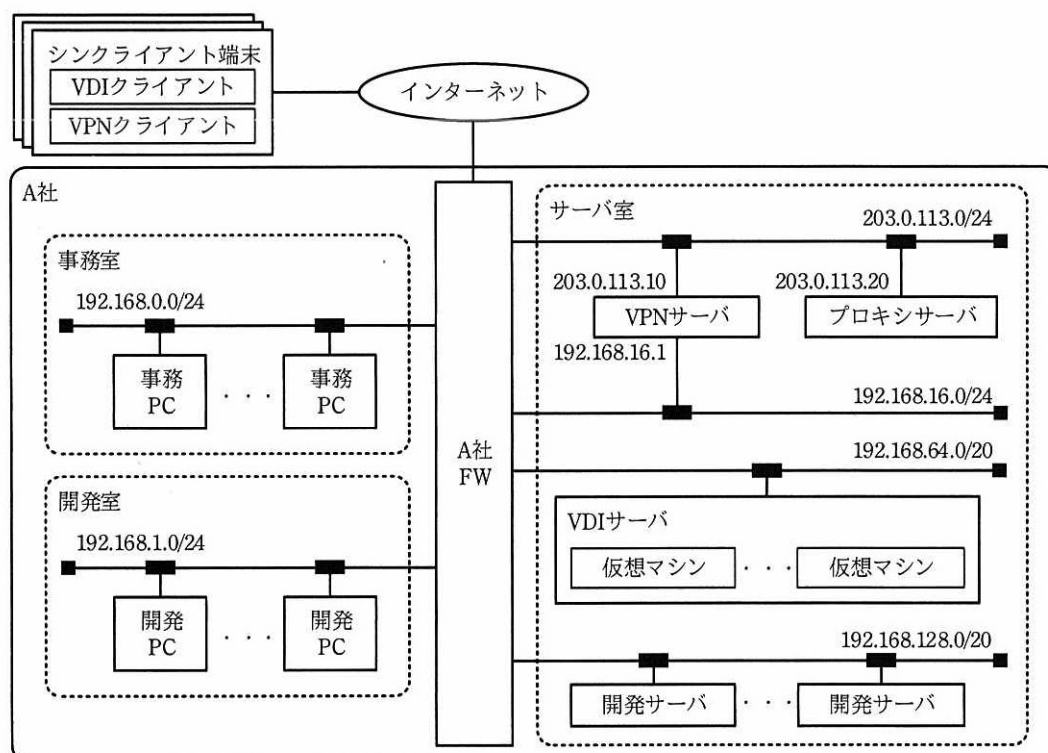 シンクライアント端末
VDIクライアント
VPNクライアント
インターネット
A社
事務室
192.168.0.0/24
事務
PC
・・・
事務
PC
開発室
192.168.1.0/24
開発
PC
・・・
開発
PC
A社
FW
サーバ室
203.0.113.0/24
203.0.113.10
VPNサーバ
192.168.16.1
203.0.113.20
プロキシサーバ
192.168.16.0/24
192.168.64.0/20
VDIサーバ
仮想マシン ・・・ 仮想マシン
192.168.128.0/20
開発サーバ ・・・ 開発サーバ